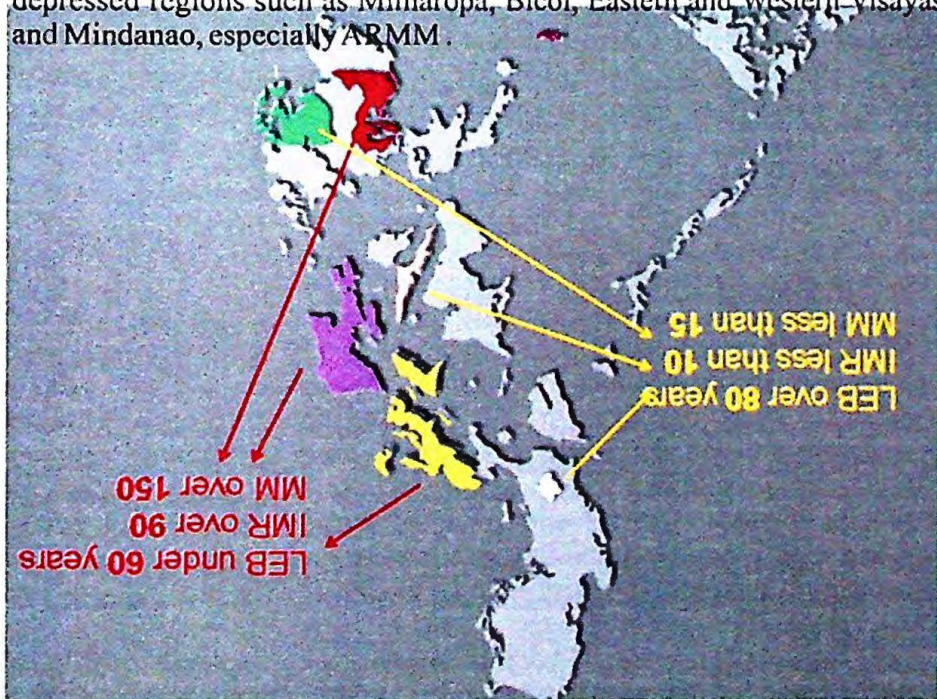 depressed regions such as Mimaropa, Bicol, Eastern and Western Visayas
and Mindanao, especially ARMM.
LEB under 60 years
IMR over 90
MM over 150
LEB over 80 years
IMR less than 10
MM less than 15